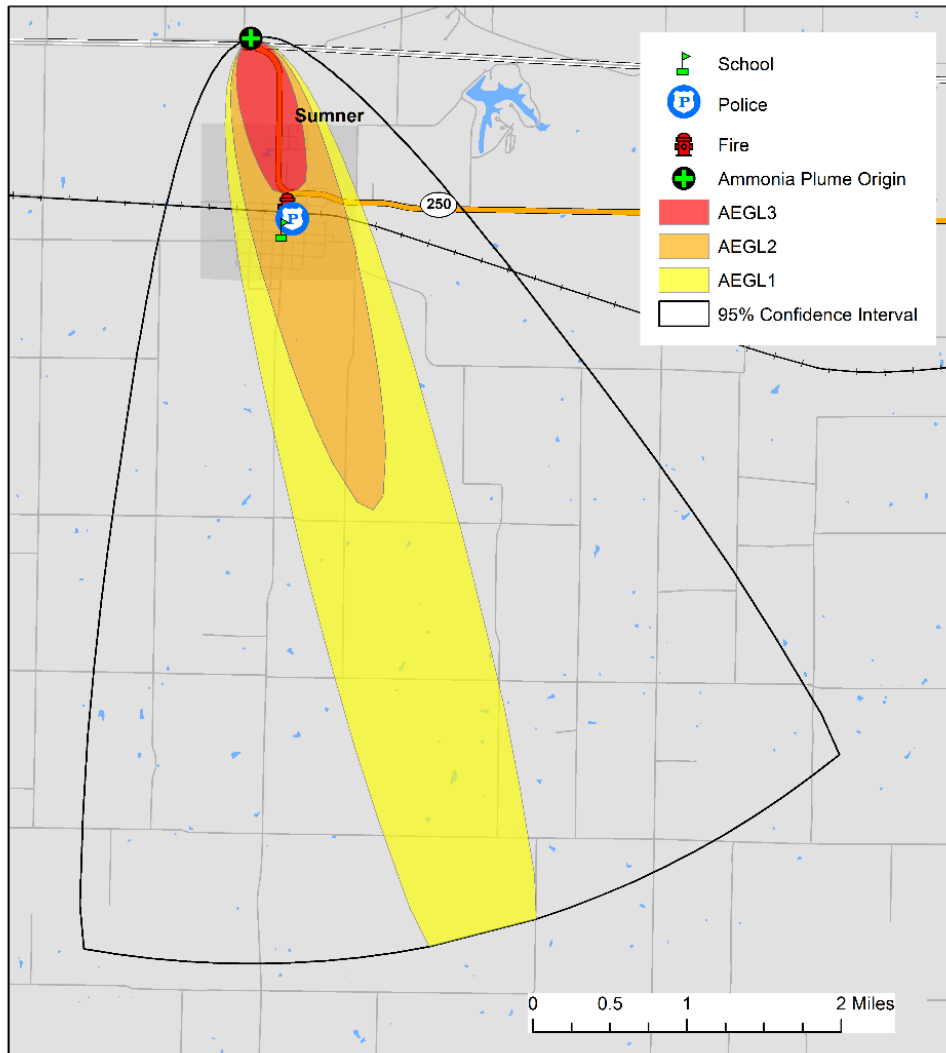 Sumner
250
School
P
Police
Fire
Ammonia Plume Origin
AEGL3
AEGL2
AEGL1
95% Confidence Interval
P
0 0.5 1 2 Miles